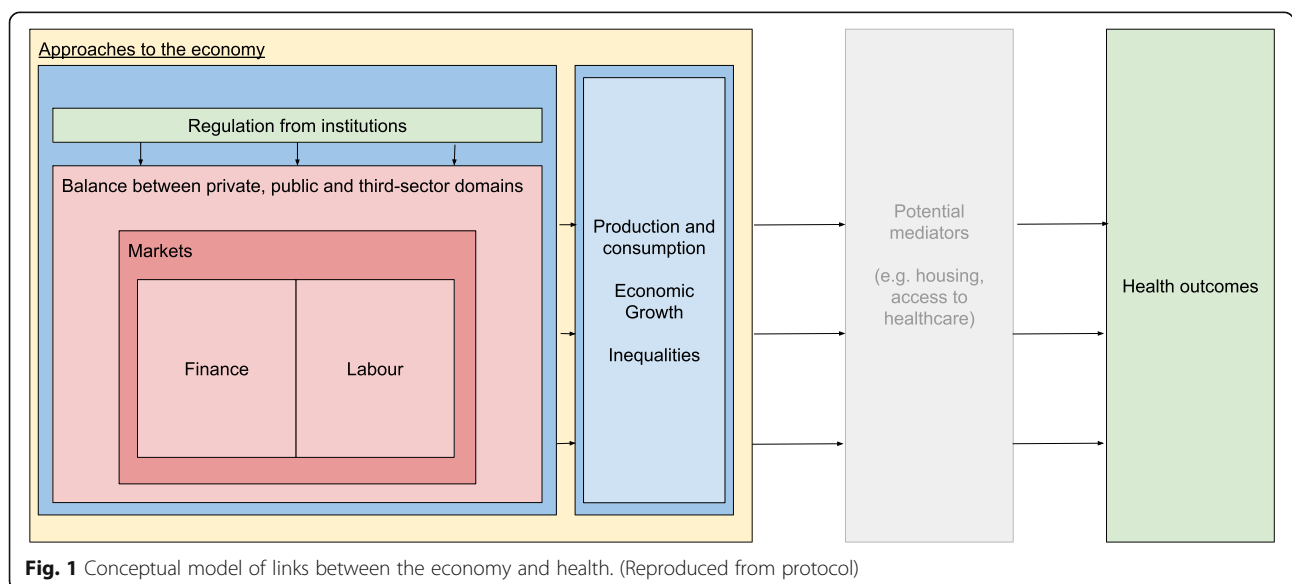 Approaches to the economy
Regulation from institutions
Balance between private, public and third-sector domains
Markets
Finance
Labour
Production and
consumption
Economic
Growth
Inequalities
Potential
mediators
(e.g. housing,
access to
healthcare)
Health outcomes
Fig. 1 Conceptual model of links between the economy and health. (Reproduced from protocol)